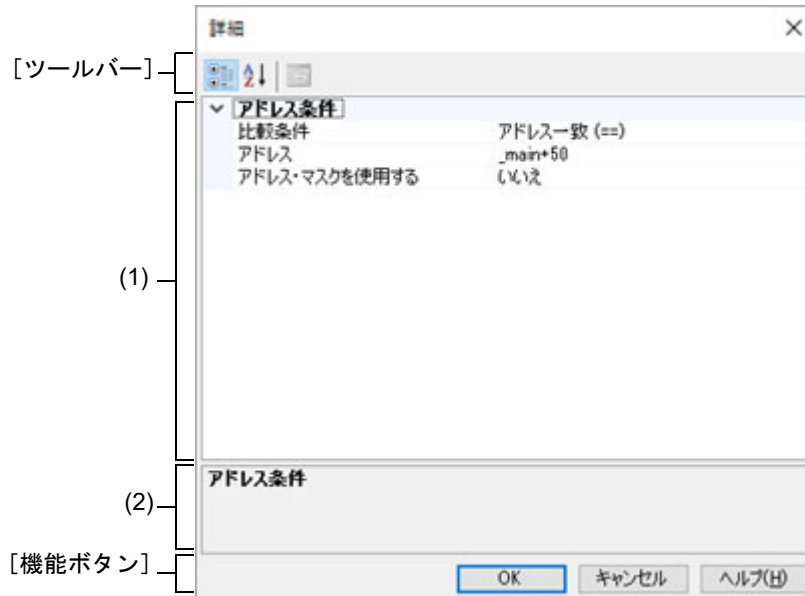 詳細
[ツールバー]
アドレス条件
比較条件 アドレス一致 (==)
アドレス _main+50
アドレス・マスクを使用する いいえ
(1)
アドレス条件
(2)
[機能ボタン]
OK キャンセル ヘルプ(H)